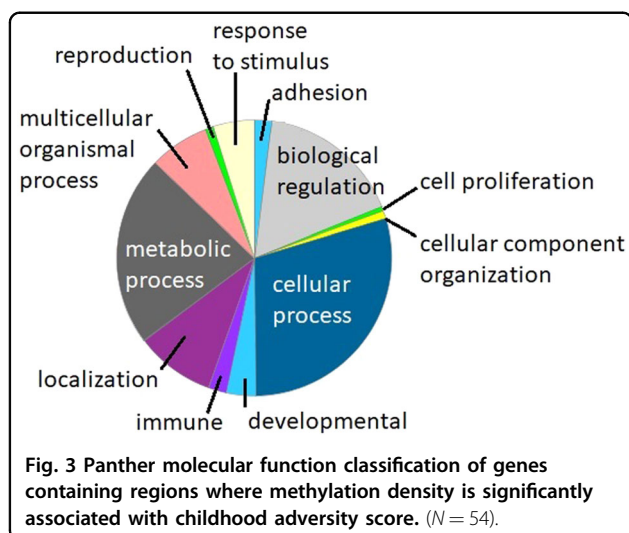 response
to stimulus
reproduction
adhesion
multicellular
organismal
process
biological
regulation
cell proliferation
cellular component
organization
metabolic
process
cellular
process
localization
immune
developmental
Fig. 3 Panther molecular function classification of genes
containing regions where methylation density is significantly
associated with childhood adversity score. (N = 54).